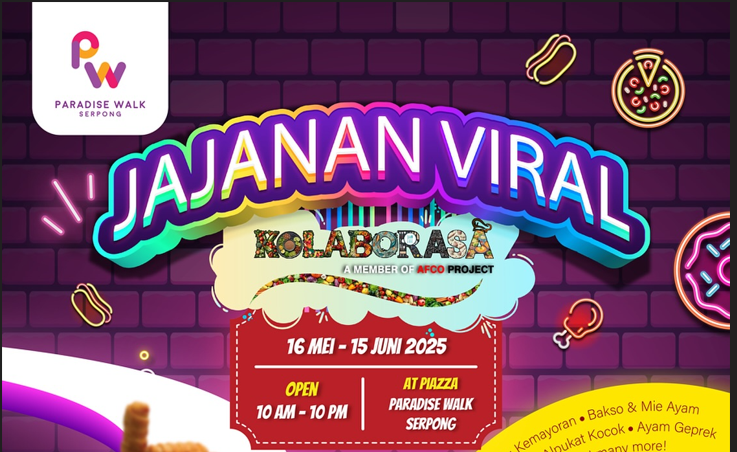 PW
PARADISE WALK
SERPONG
JAJANAN VIRAL
KOLABORASA
A MEMBER OF AFCO PROJECT
16 MEI – 15 JUNI 2025
OPEN
10 AM – 10 PM
AT PIAZZA
PARADISE WALK
SERPONG
Kemayoran • Bakso & Mie Ayam
Kocok • Ayam Geprek
many more!